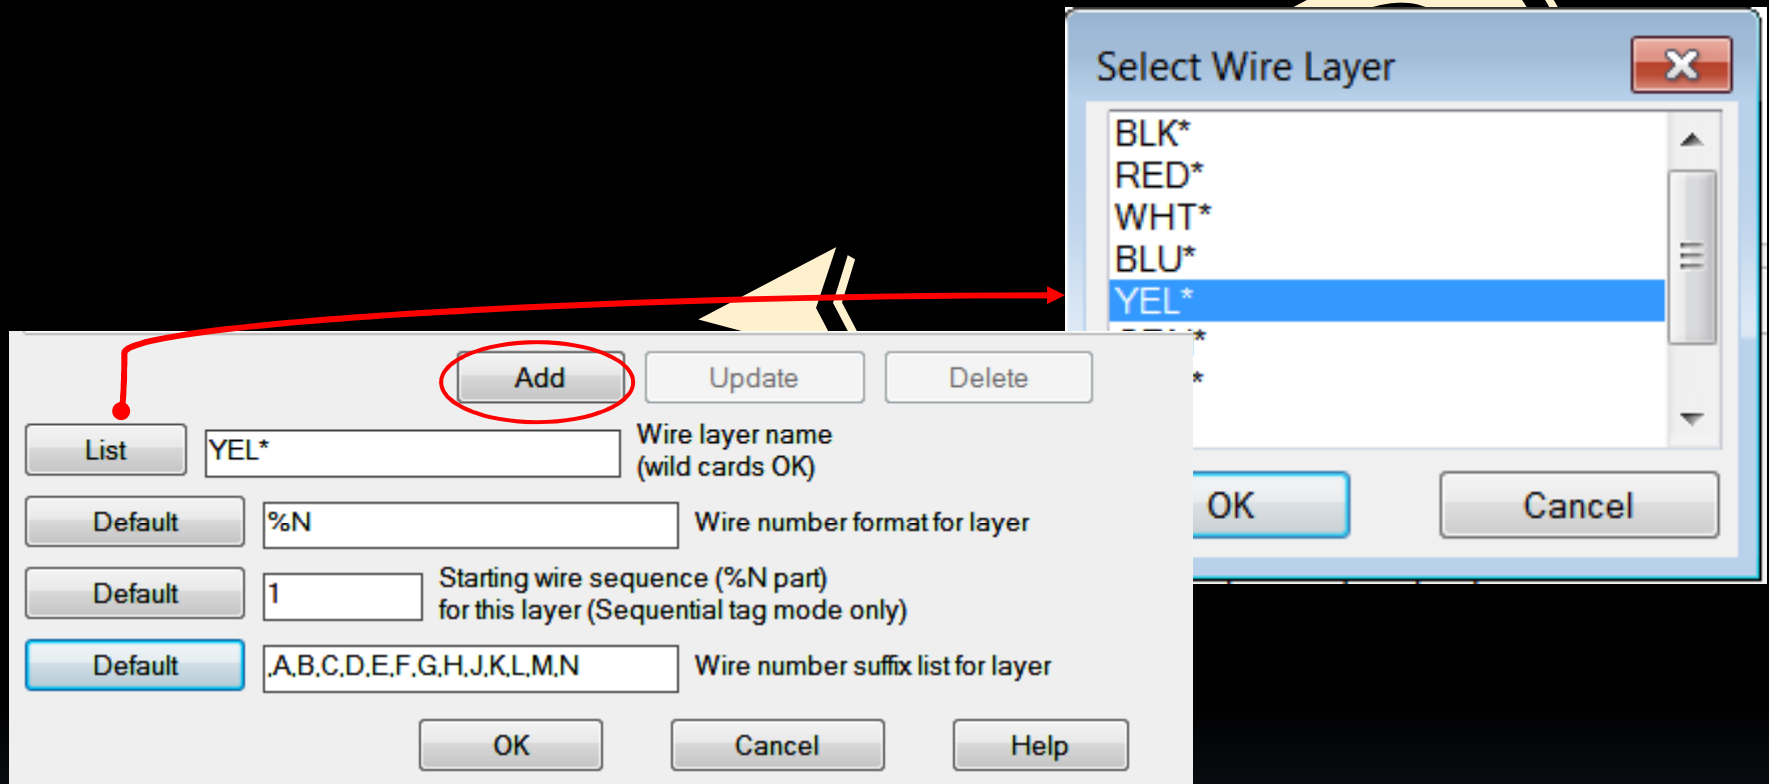 Select Wire Layer
BLK*
RED*
WHT*
BLU*
YEL*
*
*
OK
Cancel
Add
Update
Delete
List
YEL*
Wire layer name
(wild cards OK)
Default
%N
Wire number format for layer
Default
1
Starting wire sequence (%N part)
for this layer (Sequential tag mode only)
Default
,A,B,C,D,E,F,G,H,J,K,L,M,N
Wire number suffix list for layer
OK
Cancel
Help